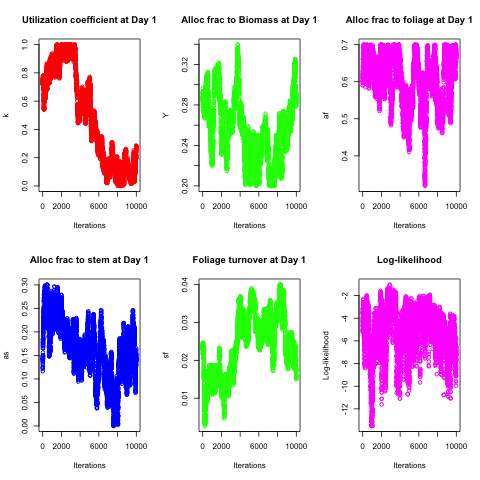 Utilization coefficient at Day 1
k
0.0 0.2 0.4 0.6 0.8 1.0
0 2000 6000 10000
Iterations
Alloc frac to Biomass at Day 1
Y
0.20 0.24 0.28 0.32
0 2000 6000 10000
Iterations
Alloc frac to foliage at Day 1
af
0.4 0.5 0.6 0.7
0 2000 6000 10000
Iterations
Alloc frac to stem at Day 1
as
0.00 0.05 0.10 0.15 0.20 0.25 0.30
0 2000 6000 10000
Iterations
Foliage turnover at Day 1
sf
0.01 0.02 0.03 0.04
0 2000 6000 10000
Iterations
Log-likelihood
Log-likelihood
-12 -10 -8 -6 -4 -2
0 2000 6000 10000
Iterations